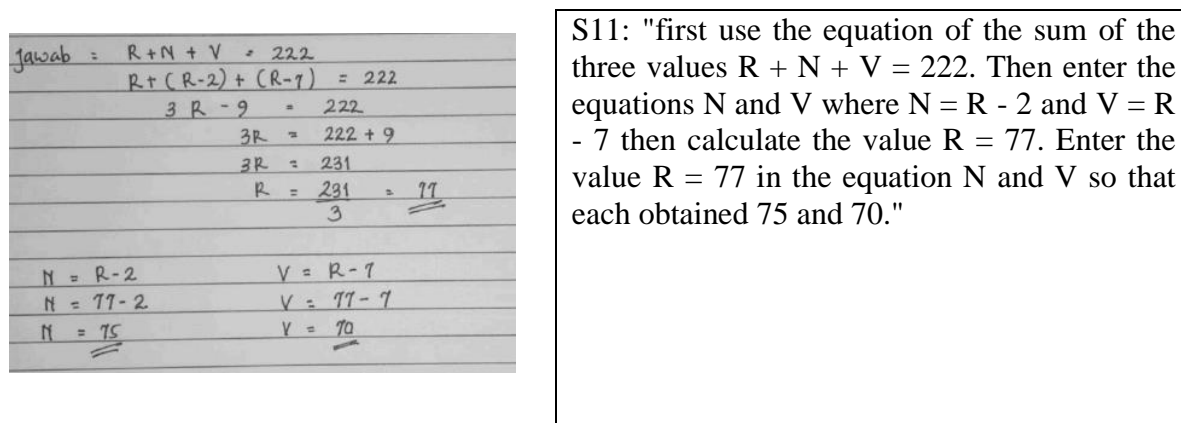 Jawab = R+N + V = 222
R+ (R-2) + (R-7) = 222
3 R - 9 = 222
3R = 222 + 9
3R = 231
R = 231 = 77
3
N = R-2 V = R-7
N = 77-2 V = 77-7
N = 75 V = 70
S11: "first use the equation of the sum of the
three values R + N + V = 222. Then enter the
equations N and V where N = R - 2 and V = R
- 7 then calculate the value R = 77. Enter the
value R = 77 in the equation N and V so that
each obtained 75 and 70."